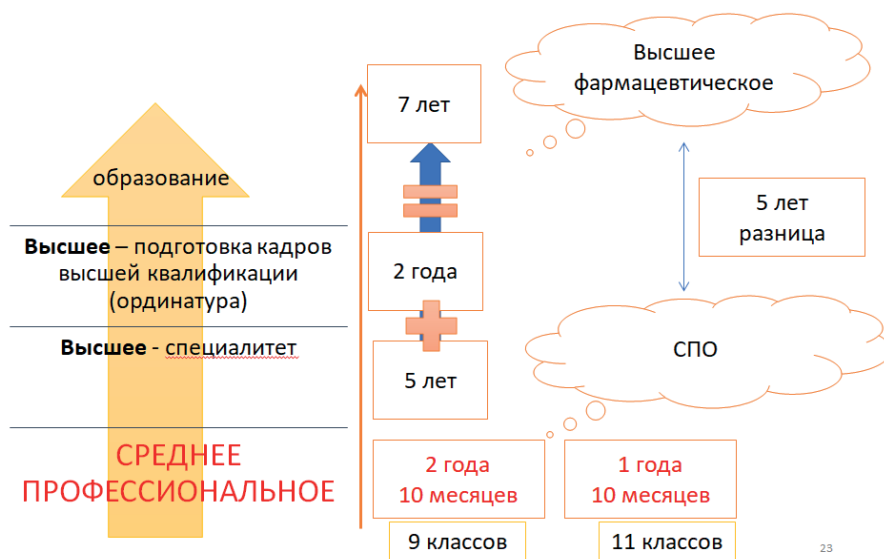 образование
Высшее – подготовка кадров
высшей квалификации
(ординатура)
Высшее - специалитет
СРЕДНЕЕ
ПРОФЕССИОНАЛЬНОЕ
7 лет
2 года
5 лет
2 года
10 месяцев
9 классов
1 год
10 месяцев
11 классов
Высшее
фармацевтическое
5 лет
разница
СПО
23